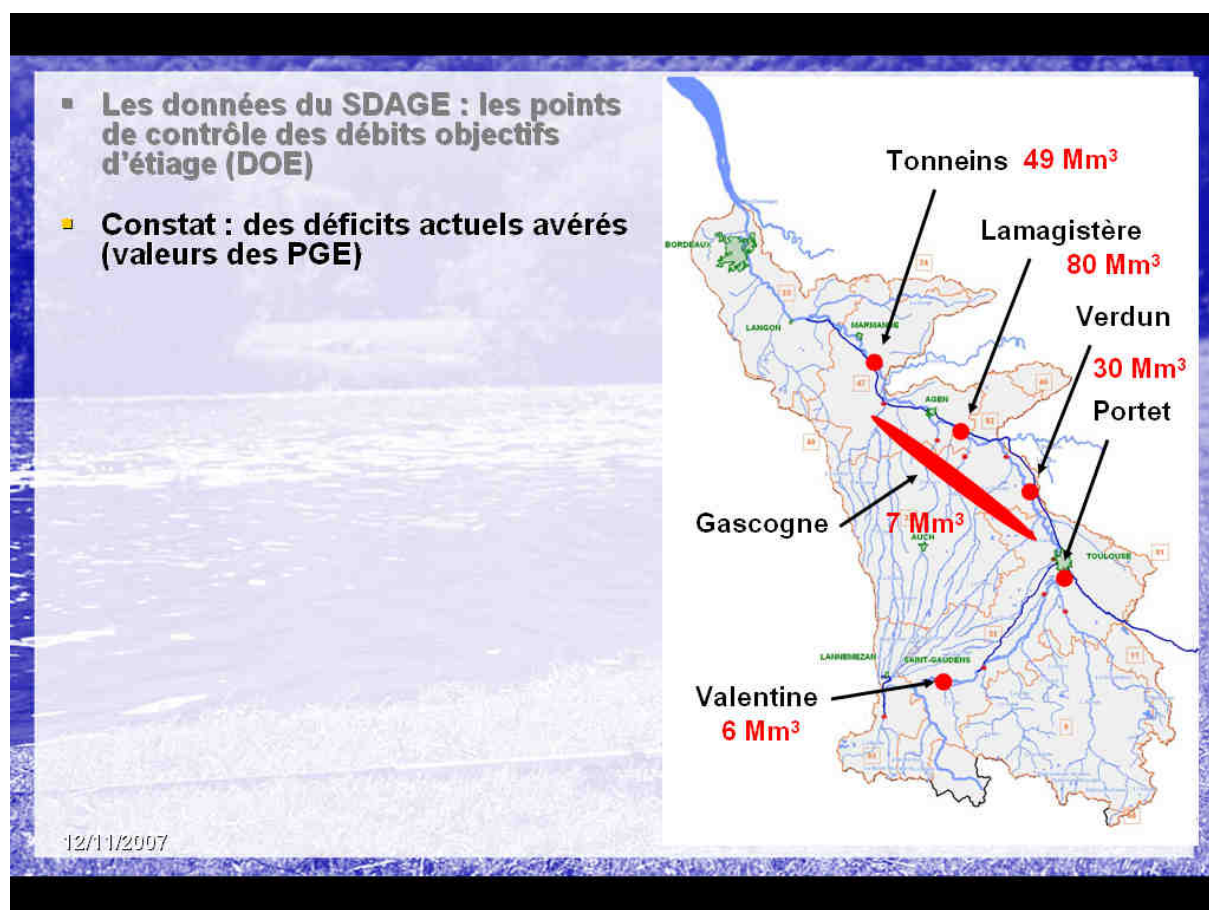 Les données du SDAGE : les points
de contrôle des débits objectifs
d'étiage (DOE)
Constat : des déficits actuels avérés
(valeurs des PGE)
Tonneins 49 Mm³
Lamagistère
80 Mm³
Verdun
30 Mm³
Portet
BORDEAUX
LANGON
MARMANDE
AGEN
47
82
Gascogne
7 Mm³
AUCH
TOULOUSE
LANNEMEZAN
SAINT-GAUDENS
Valentine
6 Mm³
12/11/2007